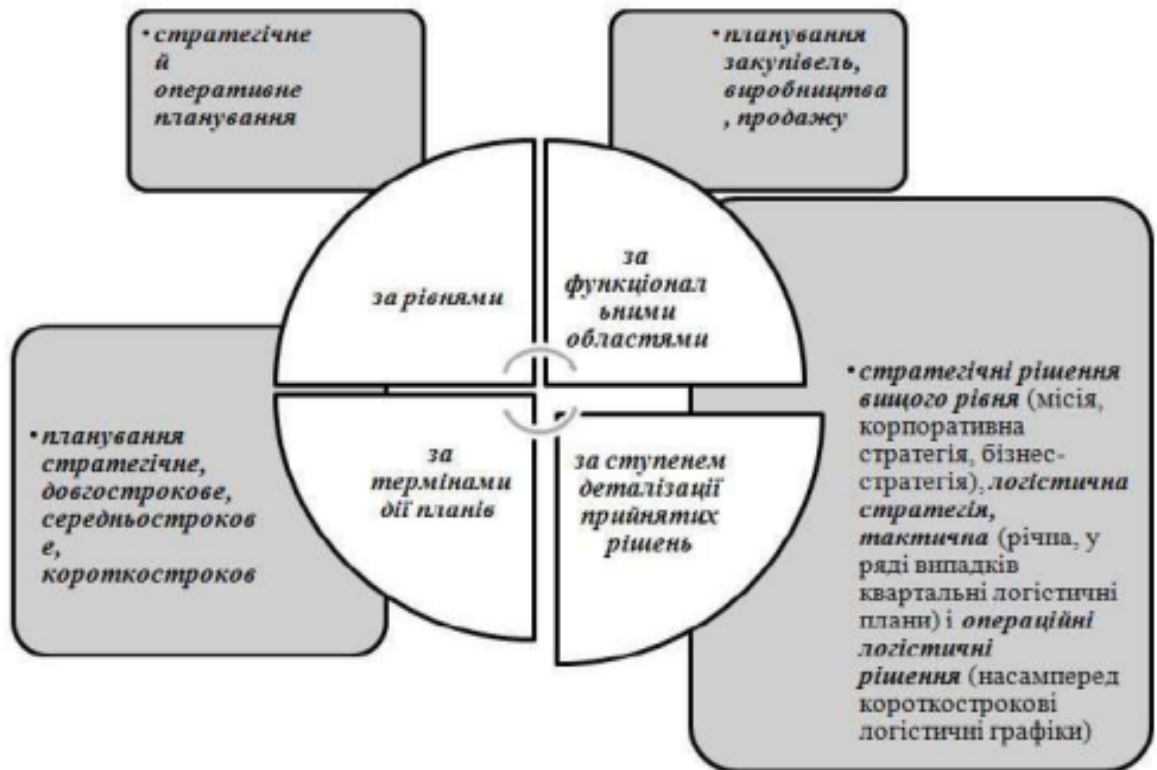 • стратегічне
й
оперативне
планування
• планування
закупівель,
виробництва
, продажу
за рівнями
за
функціонал
ьними
областями
• планування
стратегічне,
довгострокове,
середньостроков
е,
короткостроков
за
термінами
дії планів
за ступенем
деталізації
прийнятих
рішень
• стратегічні рішення
вищого рівня (місія,
корпоративна
стратегія, бізнес-
стратегія), логістична
стратегія,
тактична (річна, у
ряді випадків
квартальні логістичні
плани) і операційні
логістичні
рішення (насамперед
короткострокові
логістичні графіки)